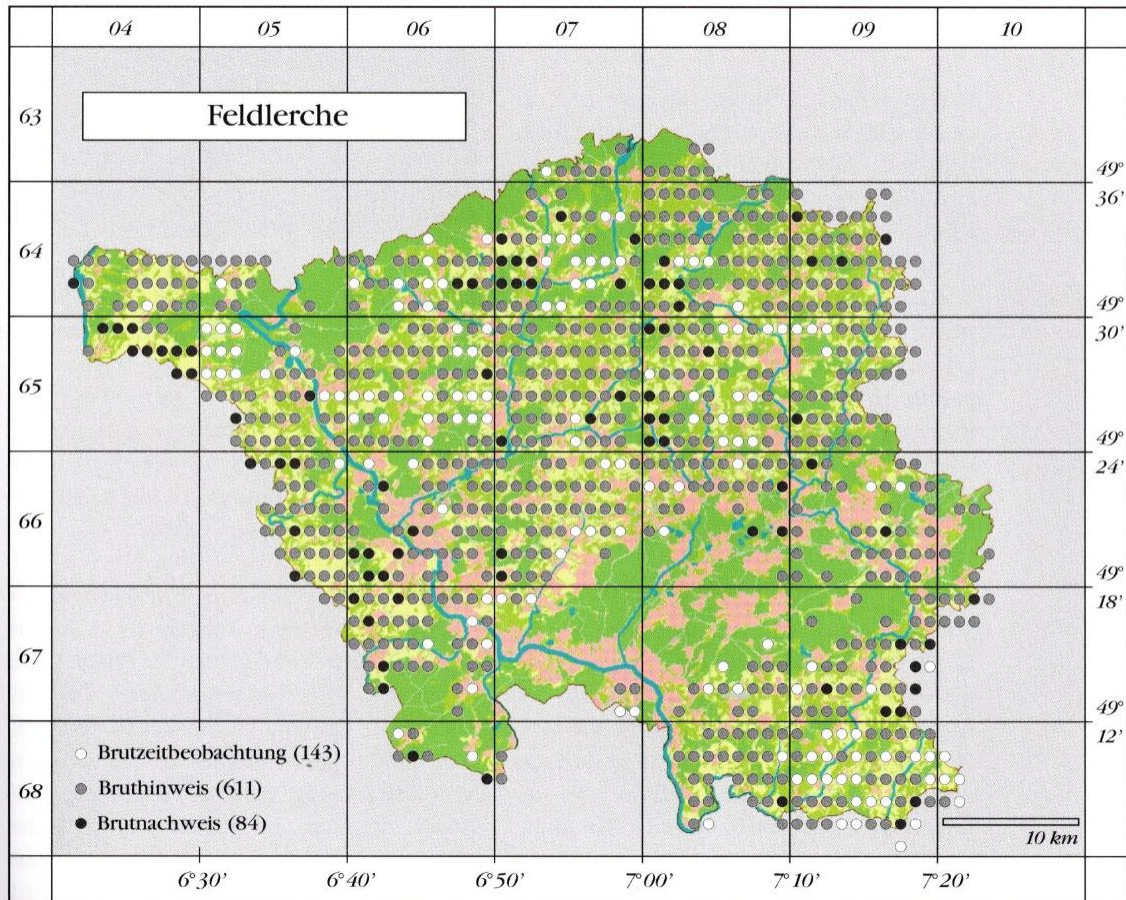 04 05 06 07 08 09 10
63
Feldlerche
49°
36'
64
49°
30'
65
49°
24'
66
49°
18'
67
49°
12'
Brutzeitbeobachtung (143)
Bruthinweis (611)
68
Brutnachweis (84)
10 km
6°30' 6°40' 6°50' 7°00' 7°10' 7°20'